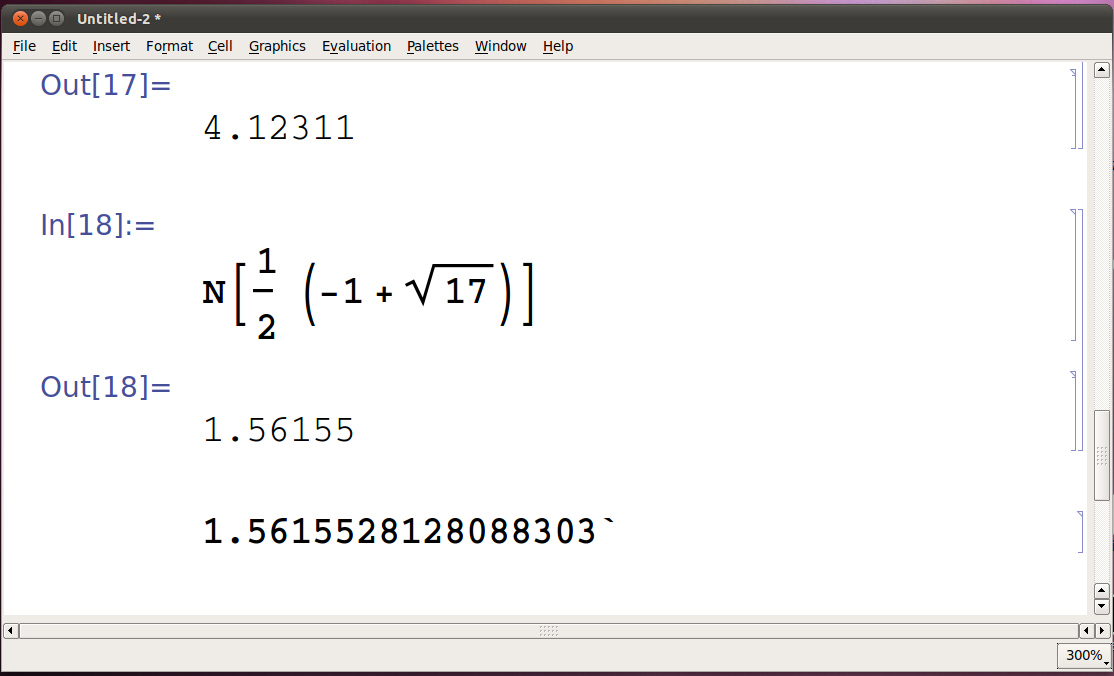 Untitled-2 *
File Edit Insert Format Cell Graphics Evaluation Palettes Window Help
Out[17]=
4.12311
In[18]:=
N[1/2 (-1 + √17)]
Out[18]=
1.56155
1.5615528128088303`
300%